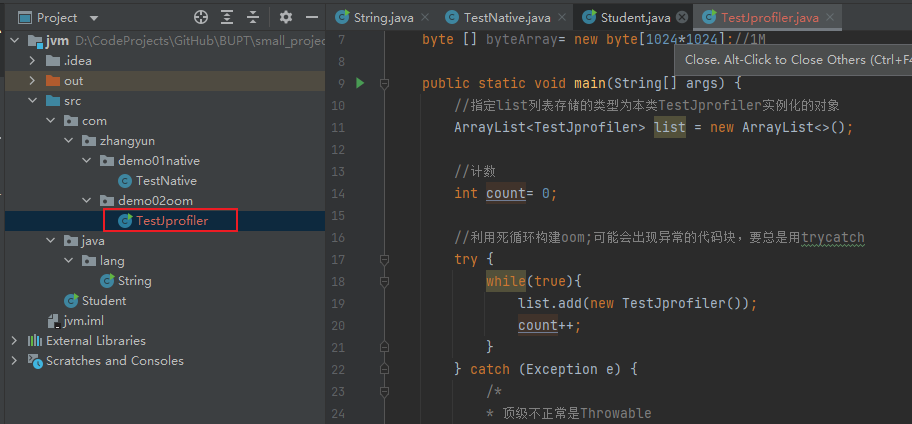 Project
String.java
TestNative.java
Student.java
TestJprofiler.java
jvm D:\CodeProjects\GitHub\BUPT\small_projec
.idea
out
src
com
zhangyun
demo01native
TestNative
demo02oom
TestJprofiler
java
lang
String
Student
jvm.iml
External Libraries
Scratches and Consoles
7 byte [] byteArray= new byte[1024*1024];//1M
Close. Alt-Click to Close Others (Ctrl+F4
8
9 public static void main(String[] args) {
10 //指定list列表存储的类型为本类TestJprofiler实例化的对象
11 ArrayList<TestJprofiler> list = new ArrayList<>();
12
13 //计数
14 int count= 0;
15
16 //利用死循环构建oom;可能会出现异常的代码块，要总是用trycatch
17 try {
18 while(true){
19 list.add(new TestJprofiler());
20 count++;
21 }
22 } catch (Exception e) {
23 /*
24 * 顶级不正常是Throwable